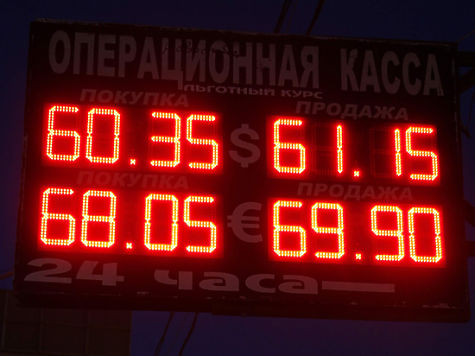 ОПЕРАЦИОННАЯ КАССА
ЛЬГОТНЫЙ КУРС
ПОКУПКА ПРОДАЖА
60.35 $ 61.15
ПОКУПКА ПРОДАЖА
68.05 € 69.90
24 часа